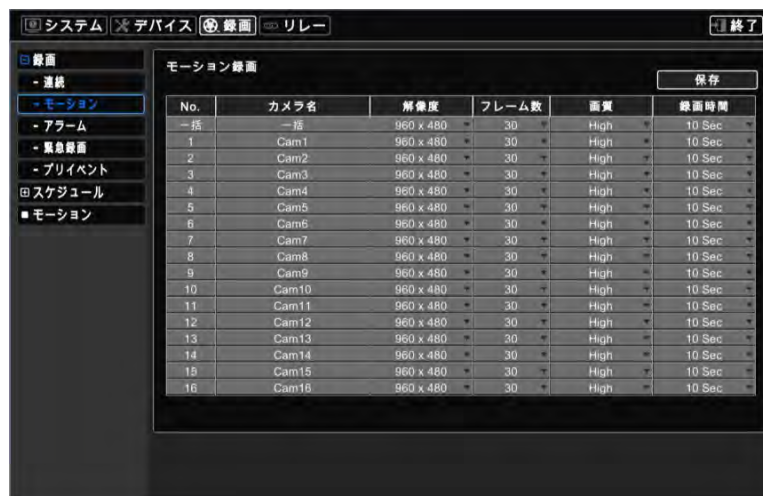 システム デバイス 録画 リレー 終了
録画
- 連続
- モーション
- アラーム
- 緊急録画
- プリイベント
スケジュール
モーション
モーション録画
保存
No. カメラ名 解像度 フレーム数 画質 録画時間
一括 一括 960 x 480 30 High 10 Sec
1 Cam1 960 x 480 30 High 10 Sec
2 Cam2 960 x 480 30 High 10 Sec
3 Cam3 960 x 480 30 High 10 Sec
4 Cam4 960 x 480 30 High 10 Sec
5 Cam5 960 x 480 30 High 10 Sec
6 Cam6 960 x 480 30 High 10 Sec
7 Cam7 960 x 480 30 High 10 Sec
8 Cam8 960 x 480 30 High 10 Sec
9 Cam9 960 x 480 30 High 10 Sec
10 Cam10 960 x 480 30 High 10 Sec
11 Cam11 960 x 480 30 High 10 Sec
12 Cam12 960 x 480 30 High 10 Sec
13 Cam13 960 x 480 30 High 10 Sec
14 Cam14 960 x 480 30 High 10 Sec
15 Cam15 960 x 480 30 High 10 Sec
16 Cam16 960 x 480 30 High 10 Sec